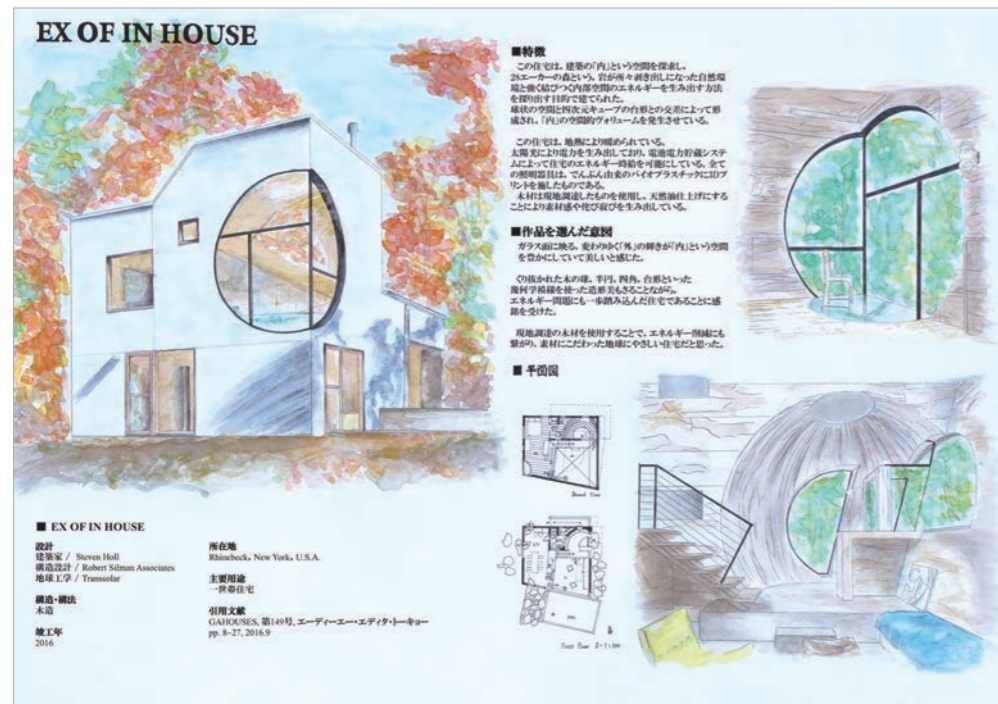 EX OF IN HOUSE
■特徴
この住宅は、建築の「内」という空間を探求し、
28エーカーの森という、岩が所々剥き出しになった自然環
境と強く結びつく内部空間のエネルギーを生み出す方法
を探り出す目的で建てられた。
球状の空間と四次元キューブの台形との交差によって形
成され、「内」の空間的ヴォリュームを発生させている。
この住宅は、地熱により暖められている。
太陽光により電力を生み出しており、電池電力貯蔵システ
ムによって住宅のエネルギー時給を可能にしている。全て
の照明器具は、でんぷん由来のバイオプラスチックに3Dプ
リントを施したものである。
木材は現地調達したものを使用し、天然油仕上げにする
ことにより素材感や侘び寂びを生み出している。
■作品を選んだ意図
ガラス面に映る、変わりゆく「外」の輝きが「内」という空間
を豊かにしていて美しいと感じた。
くり抜かれた木の球、半円、四角、台形といった
幾何学模様を使った造形美もさることながら、
エネルギー問題にも一歩踏み込んだ住宅であることに感
銘を受けた。
現地調達の木材を使用することで、エネルギー削減にも
繋がり、素材にこだわった地球にやさしい住宅だと思った。
■ 平面図
Second Floor
First Floor S=1:200
■ EX OF IN HOUSE
設計
建築家 / Steven Holl
構造設計 / Robert Silman Associates
地球工学 / Transsolar
構造・構法
木造
竣工年
2016
所在地
Rhinebeck, New York, U.S.A.
主要用途
一世帯住宅
引用文献
GAHOUSES, 第149号, エーディーエー・エディタ・トーキョー
pp. 8-27, 2016.9